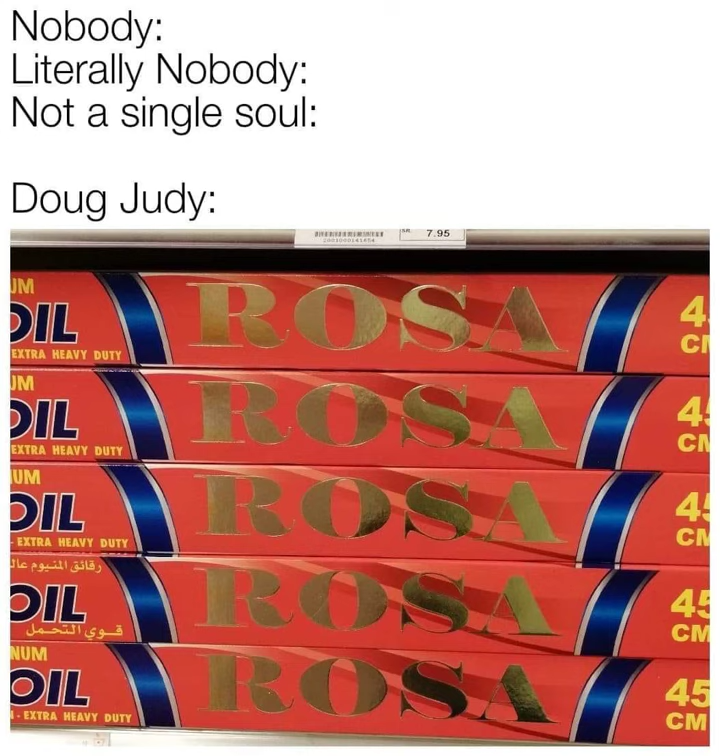 Nobody:
Literally Nobody:
Not a single soul:
Doug Judy:
SR. 7.95
UM
OIL
EXTRA HEAVY DUTY
ROSA
4
UM
OIL
EXTRA HEAVY DUTY
ROSA
45
CM
UM
OIL
- EXTRA HEAVY DUTY
ROSA
45
CM
رقائق المنيوم عال
OIL
قوي التحمل
ROSA
45
CM
NUM
OIL
- EXTRA HEAVY DUTY
ROSA
45
CM